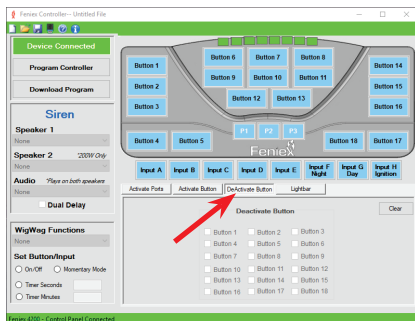 Feniex Controller-- Untitled File
Device Connected
Program Controller
Download Program
Siren
Speaker 1
None
Speaker 2 *200W Only
None
Audio *Plays on both speakers
None
Dual Delay
WigWag Functions
None
Set Button/Input
On/Off Momentary Mode
Timer Seconds
Timer Minutes
Button 1 Button 6 Button 7 Button 8 Button 14
Button 2 Button 9 Button 10 Button 11 Button 15
Button 3 Button 12 Button 13 Button 16
P1 P2 P3
Button 4 Button 5 Feniex Button 18 Button 17
Input A Input B Input C Input D Input E Input F Night Input G Day Input H Ignition
Activate Ports Activate Button DeActivate Button Lightbar
Deactivate Button Clear
Button 1 Button 2 Button 3
Button 4 Button 5 Button 6
Button 7 Button 8 Button 9
Button 10 Button 11 Button 12
Button 13 Button 14 Button 15
Button 16 Button 17 Button 18
Feniex 4200 - Control Panel Connected